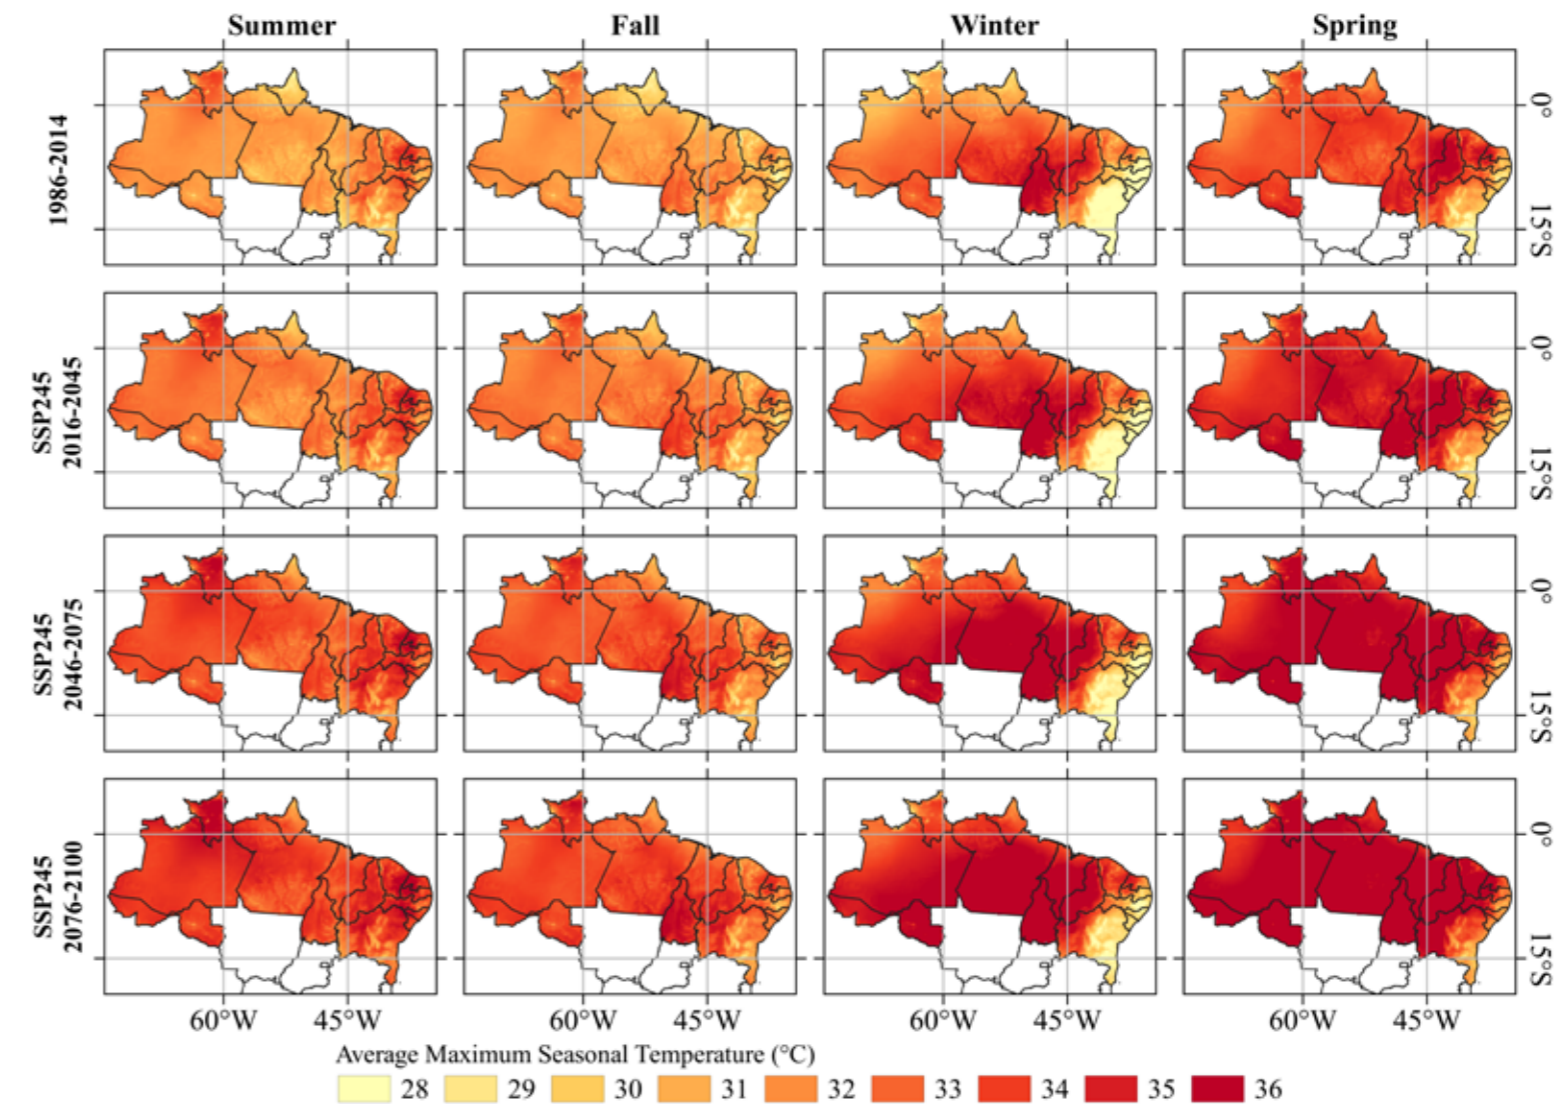 Summer Fall Winter Spring
1986-2014
0°
15°S
SSP245
2016-2045
0°
15°S
SSP245
2046-2075
0°
15°S
SSP245
2076-2100
0°
15°S
60°W 45°W 60°W 45°W 60°W 45°W 60°W 45°W
Average Maximum Seasonal Temperature (°C)
28 29 30 31 32 33 34 35 36